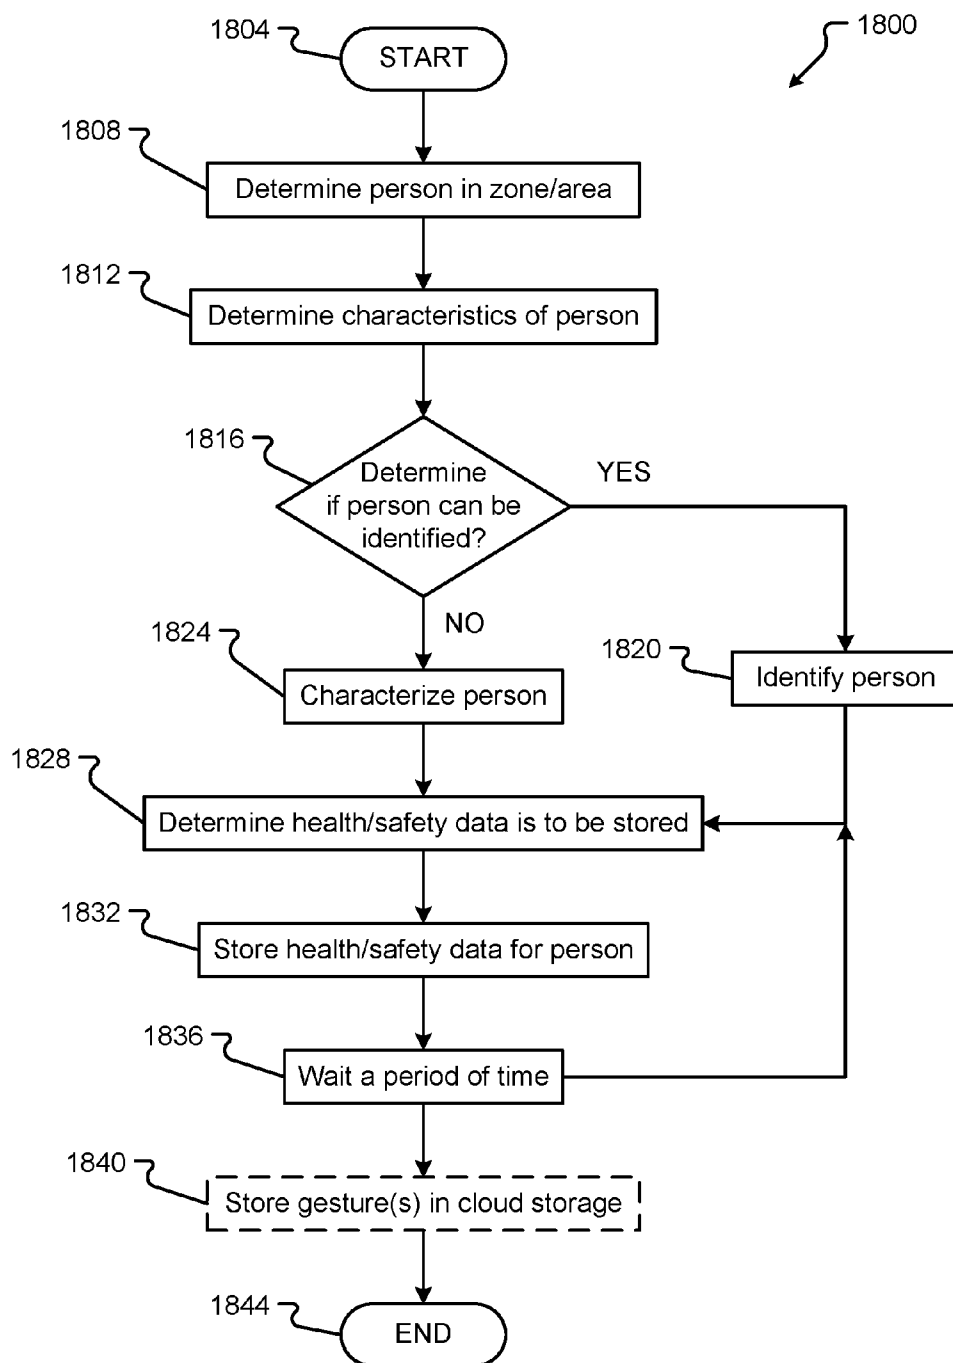 1804
START
1800
1808
Determine person in zone/area
1812
Determine characteristics of person
1816
Determine
if person can be
identified?
YES
NO
1824
Characterize person
1820
Identify person
1828
Determine health/safety data is to be stored
1832
Store health/safety data for person
1836
Wait a period of time
1840
Store gesture(s) in cloud storage
1844
END